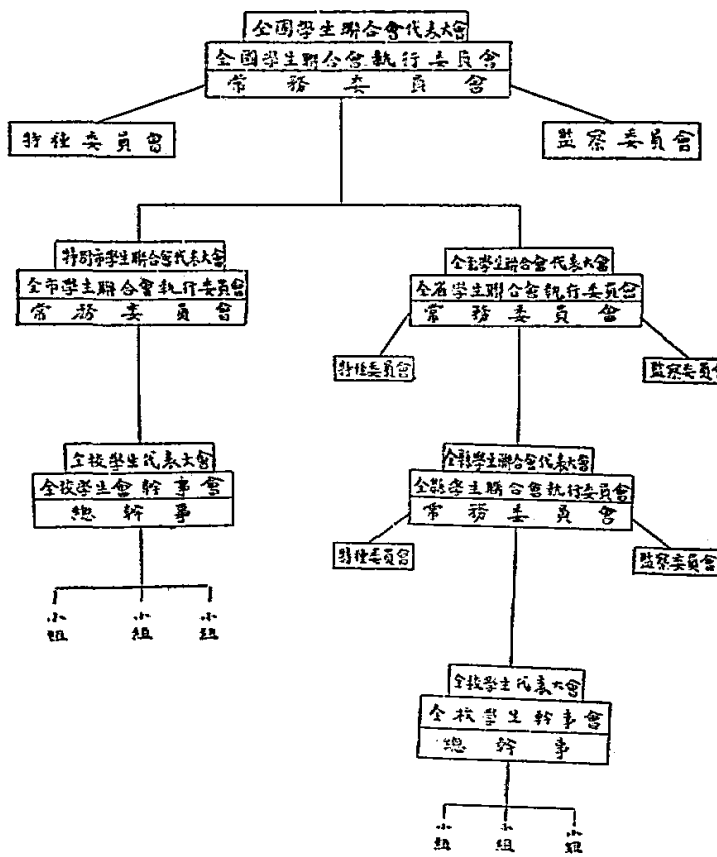 全國學生聯合會代表大會
全國學生聯合會執行委員會
常務委員會
特種委員會
監察委員會
特別市學生聯合會代表大會
全市學生聯合會執行委員會
常務委員會
全省學生聯合會代表大會
全省學生聯合會執行委員會
常務委員會
特種委員會
監察委員會
全校學生代表大會
全校學生會幹事會
總幹事
小組
小組
小組
全縣學生聯合會代表大會
全縣學生聯合會執行委員會
常務委員會
特種委員會
監察委員會
全校學生代表大會
全校學生幹事會
總幹事
小組
小組
小組